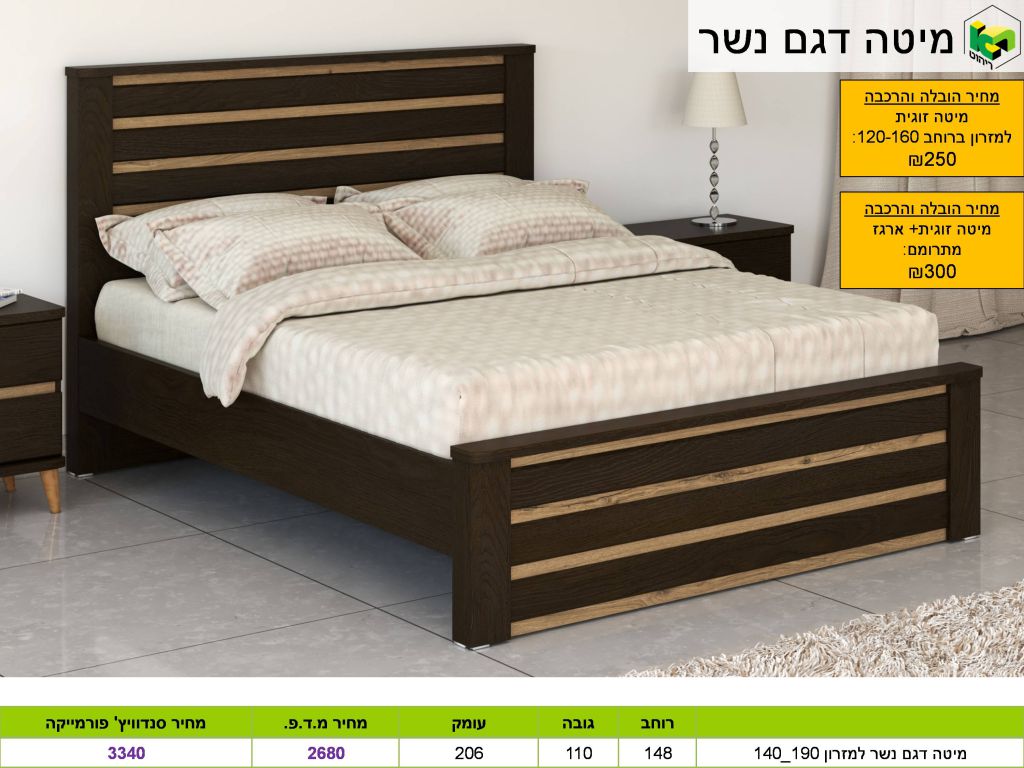 מיטה דגם נשר
ריהוט
מחיר הובלה והרכבה
מיטה זוגית
למזרון ברוחב 120-160:
250₪
מחיר הובלה והרכבה
מיטה זוגית+ ארגז
מתרומם:
300₪
רוחב גובה עומק מחיר מ.ד.פ. מחיר סנדוויץ' פורמייקה
מיטה דגם נשר למזרון 190_140 148 110 206 2680 3340